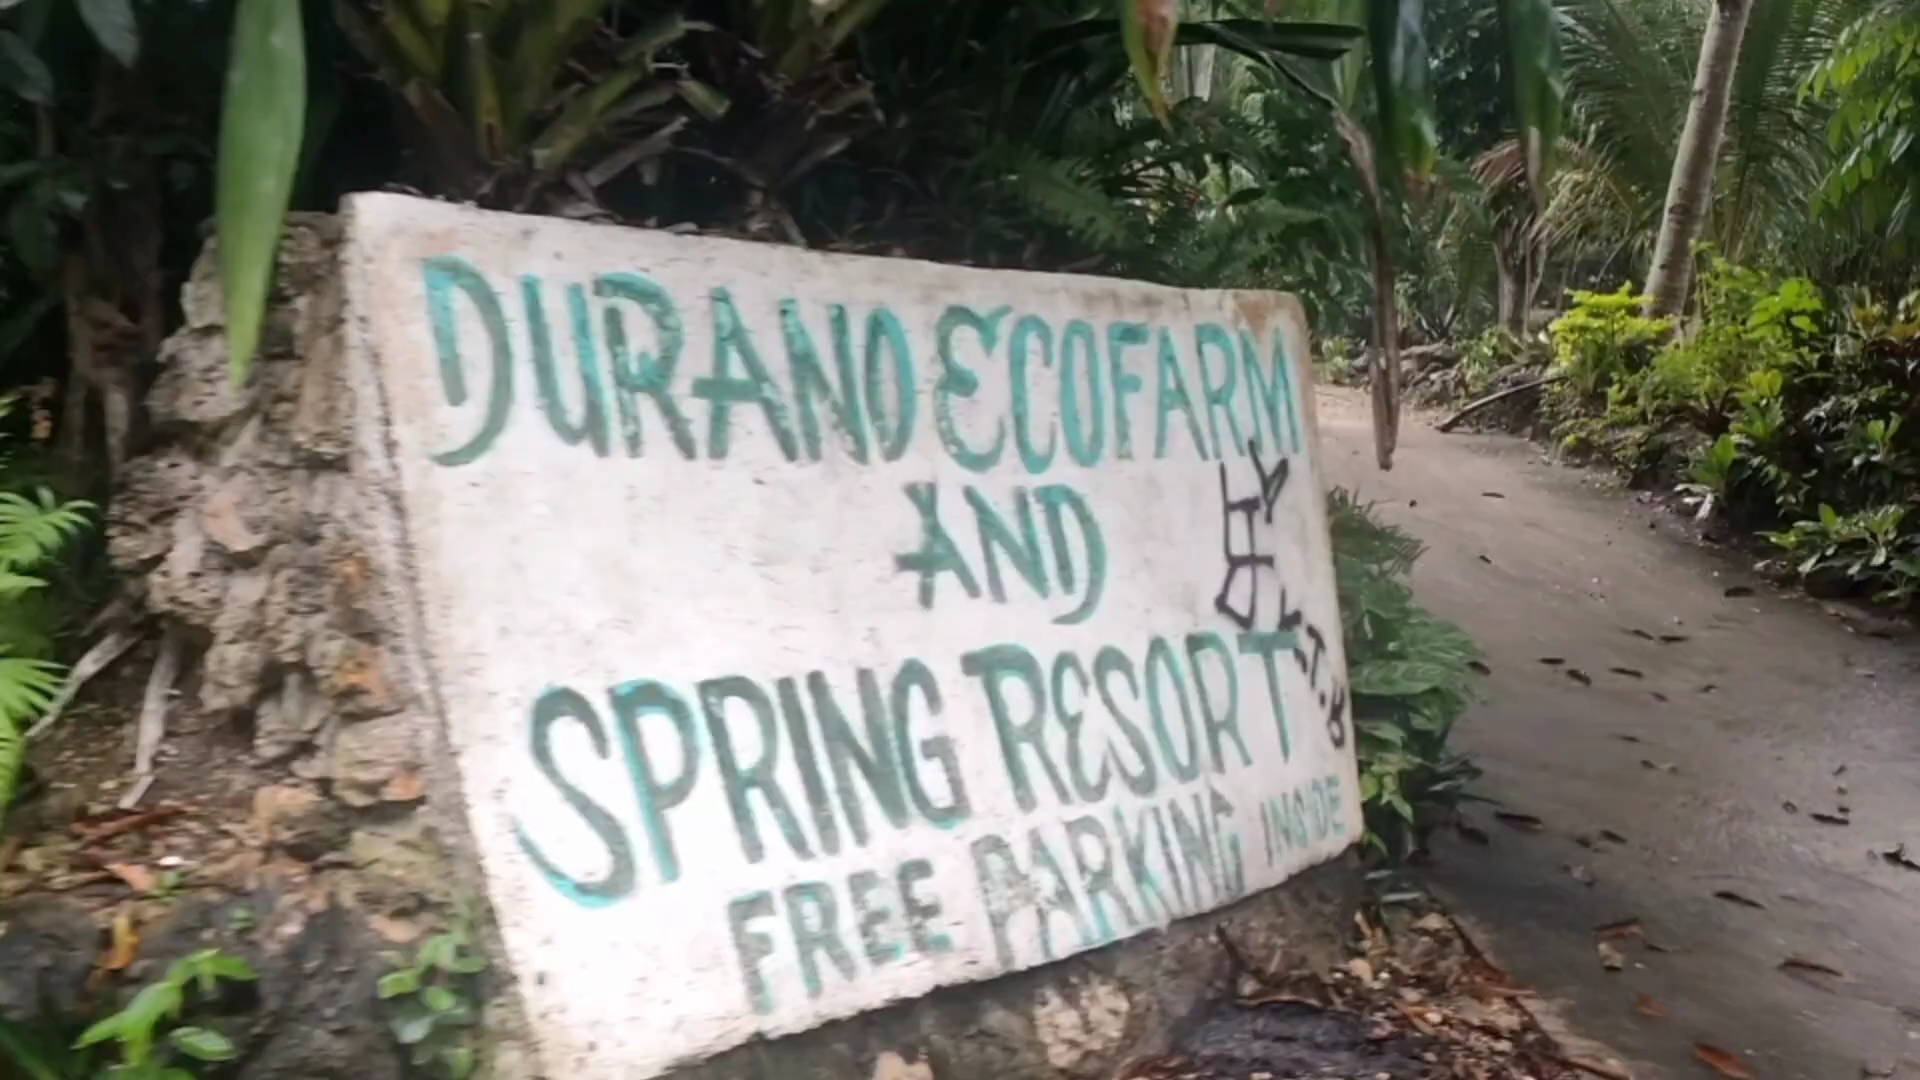 DURANO ECOFARM
AND
SPRING RESORT
FREE PARKING INSIDE